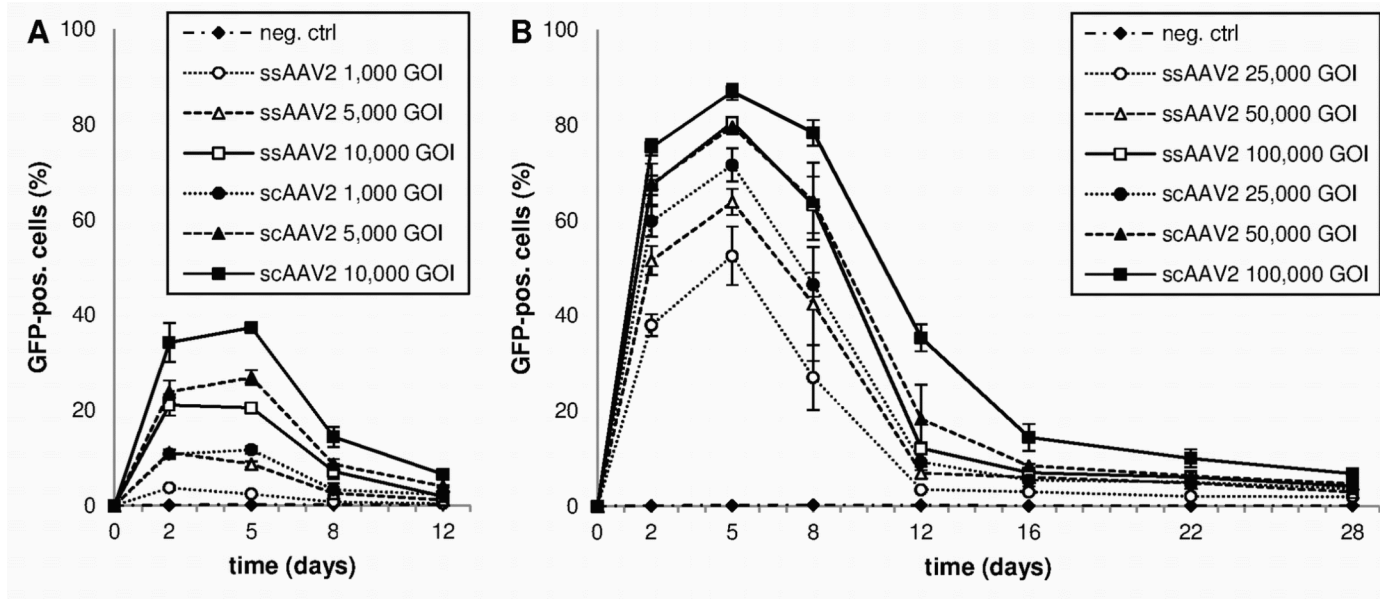 A
100
80
60
40
20
0
GFP-pos. cells (%)
neg. ctrl
ssAAV2 1,000 GOI
ssAAV2 5,000 GOI
ssAAV2 10,000 GOI
scAAV2 1,000 GOI
scAAV2 5,000 GOI
scAAV2 10,000 GOI
0 2 5 8 12
time (days)
B
100
80
60
40
20
0
GFP-pos. cells (%)
neg. ctrl
ssAAV2 25,000 GOI
ssAAV2 50,000 GOI
ssAAV2 100,000 GOI
scAAV2 25,000 GOI
scAAV2 50,000 GOI
scAAV2 100,000 GOI
0 2 5 8 12 16 22 28
time (days)